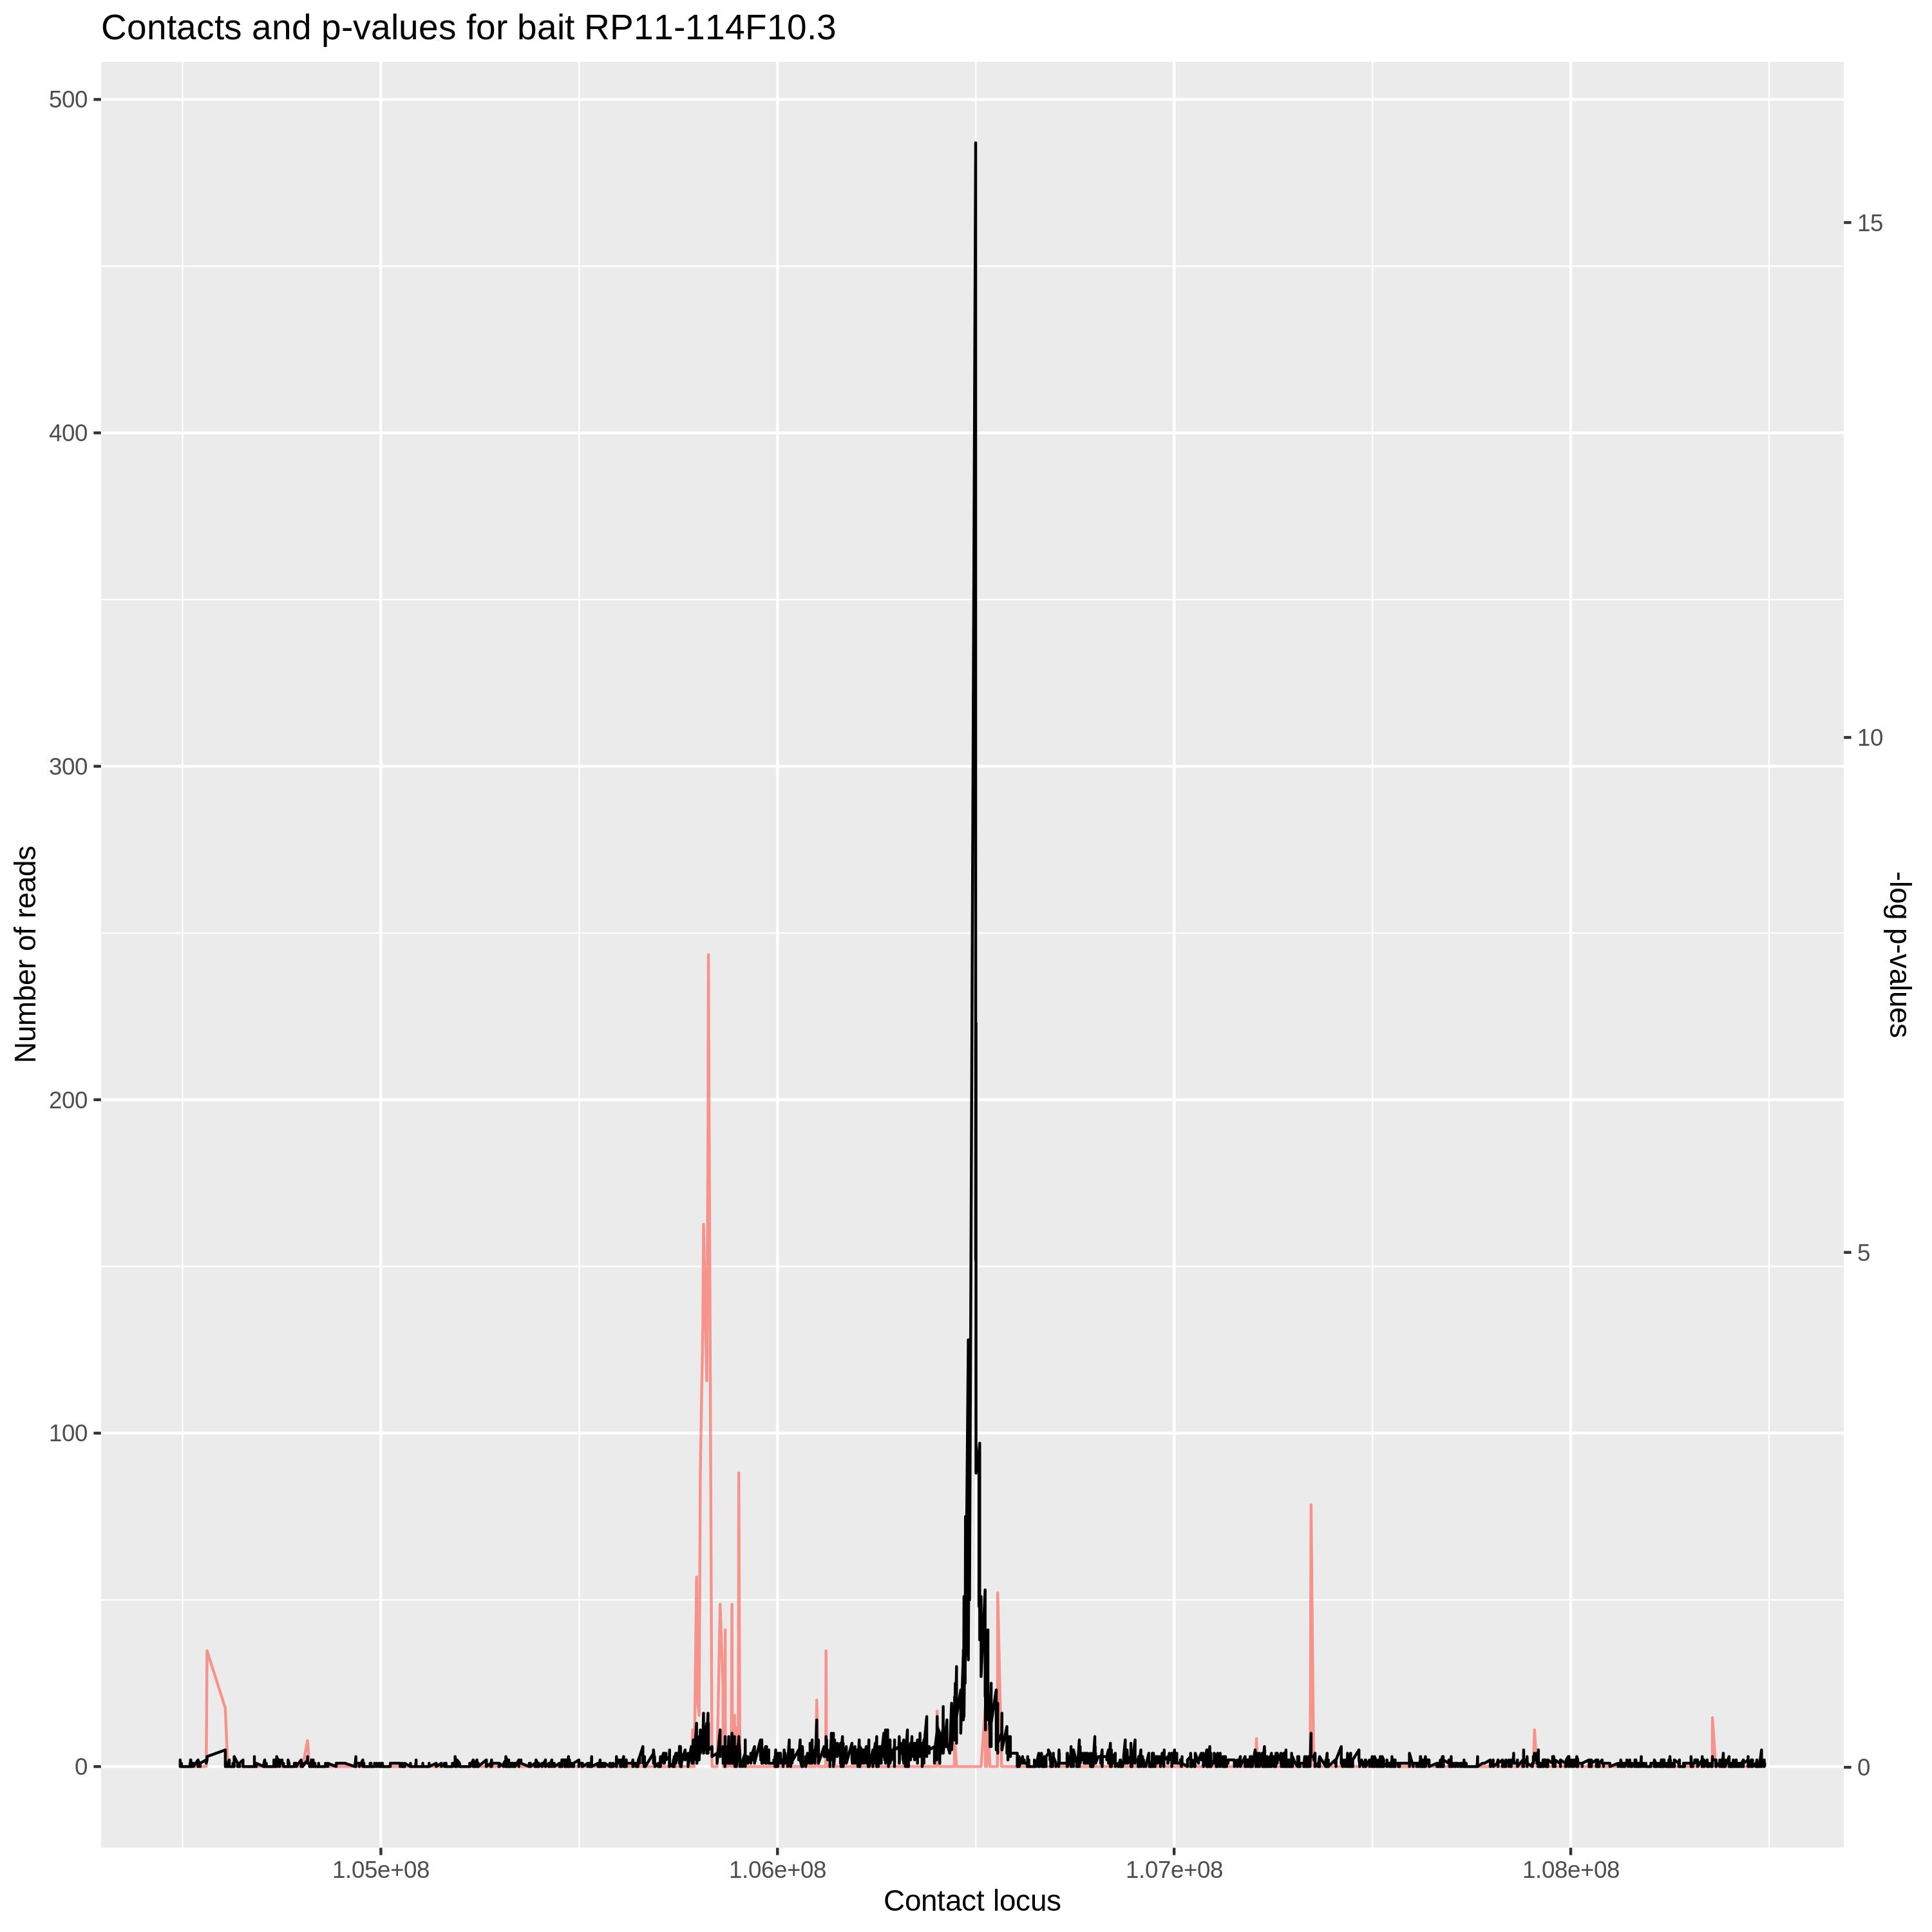 Contacts and p-values for bait RP11-114F10.3
500
400
300
200
100
0
Number of reads
15
10
5
0
-log p-values
1.05e+08
1.06e+08
1.07e+08
1.08e+08
Contact locus